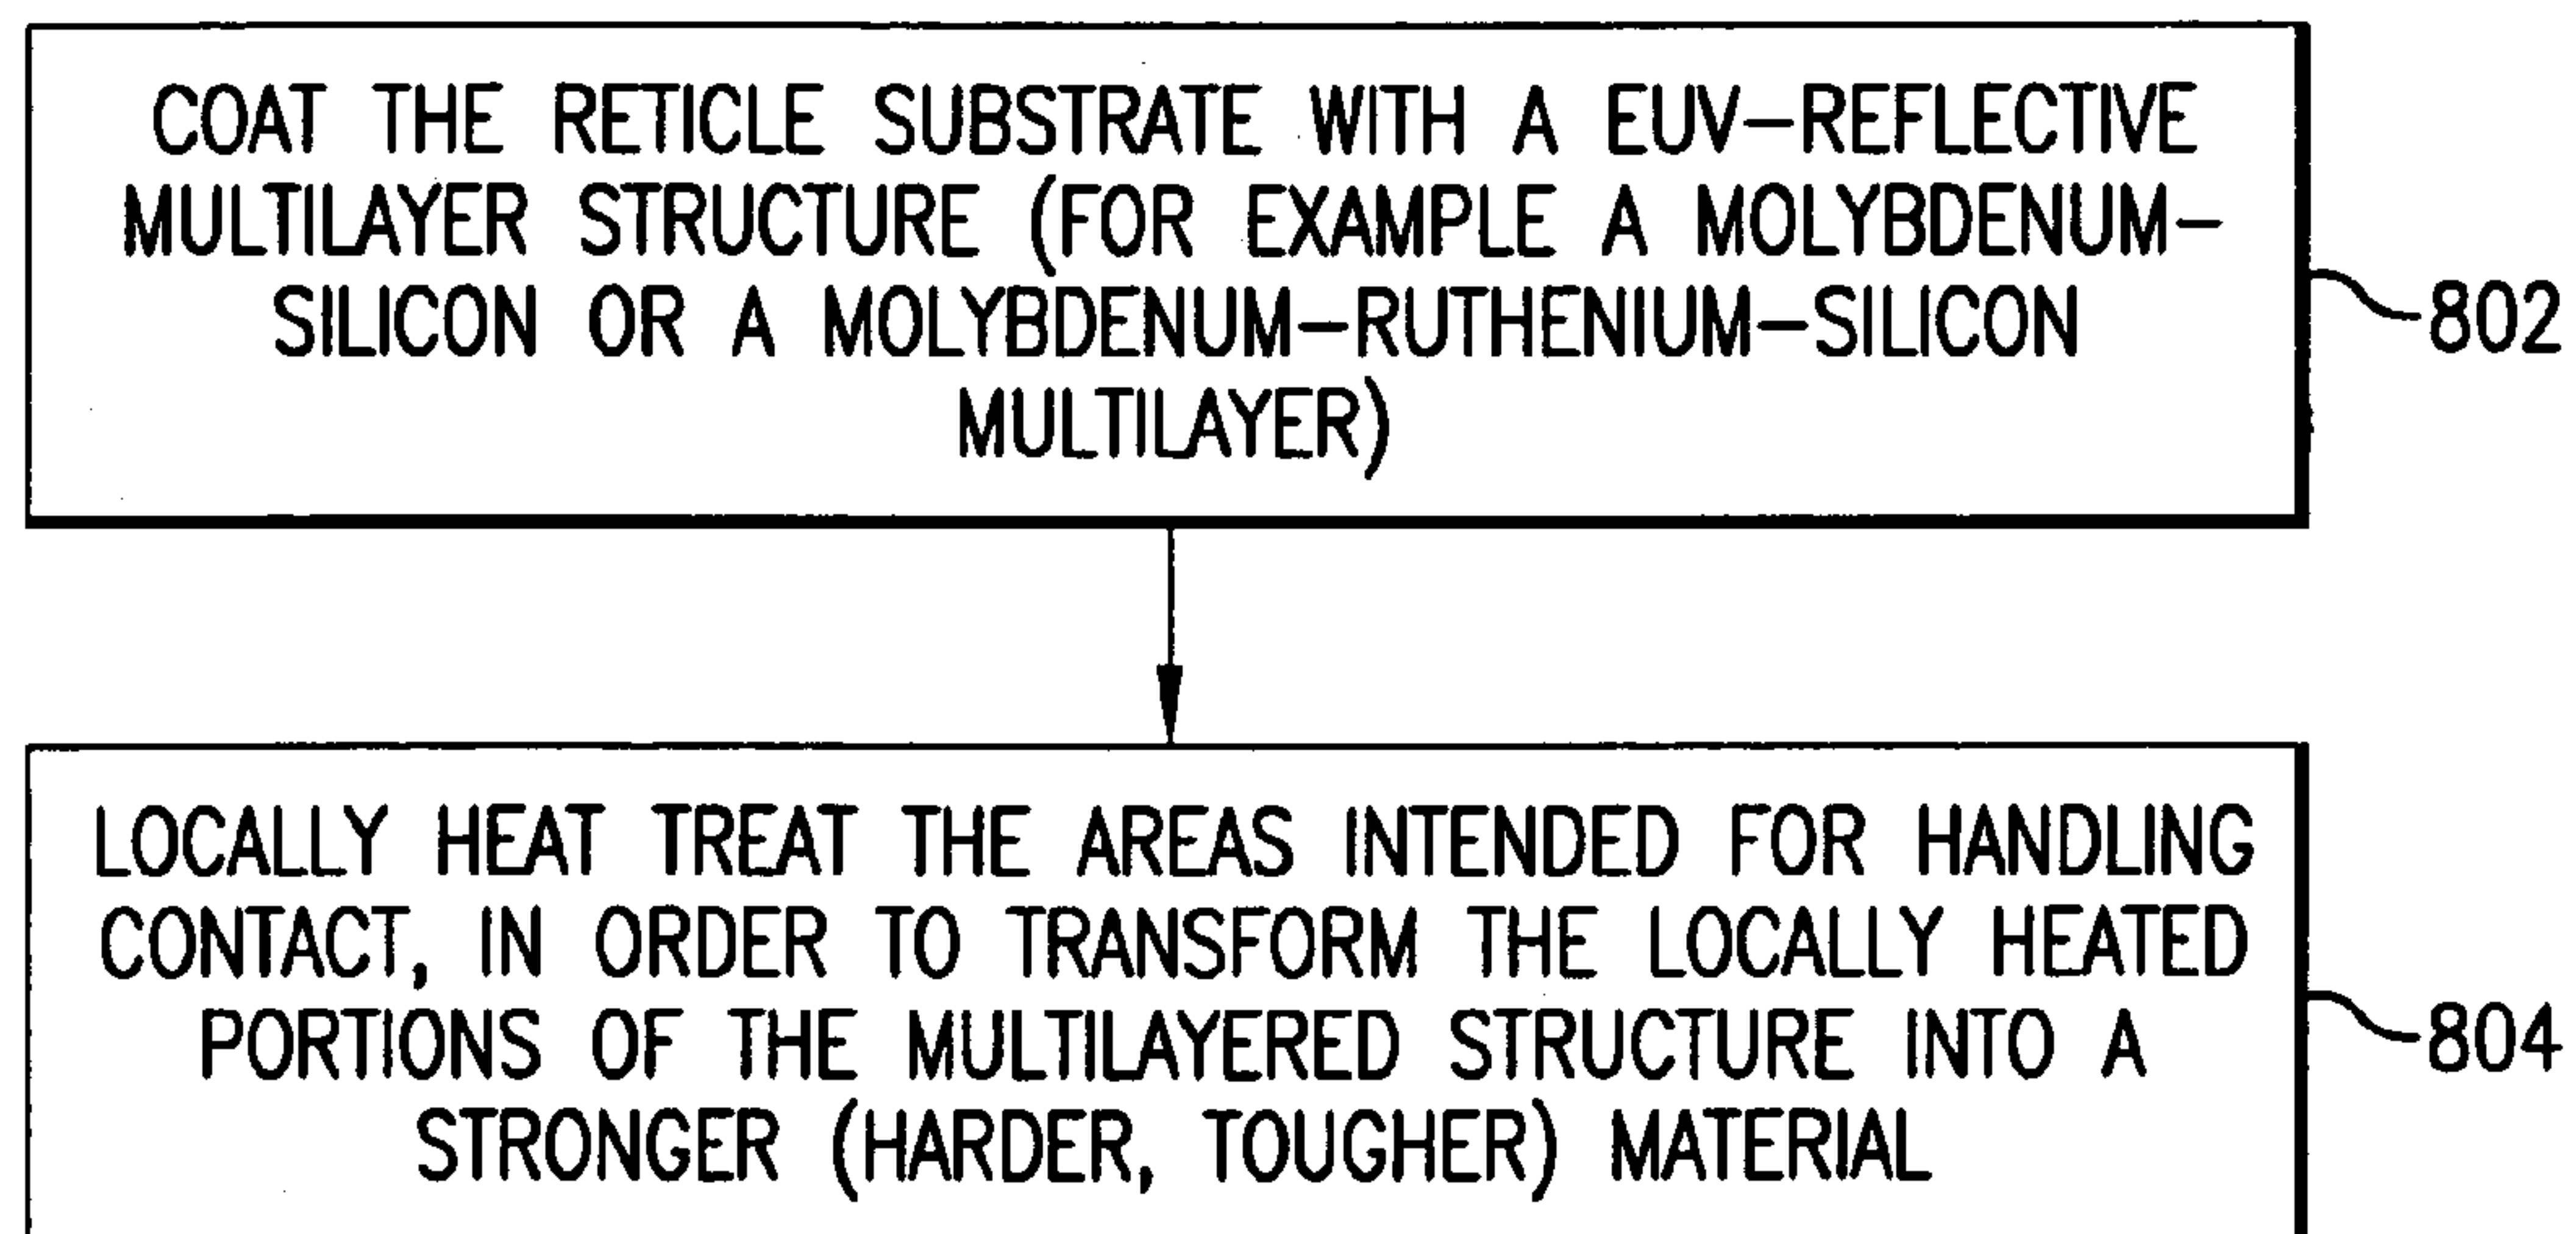 COAT THE RETICLE SUBSTRATE WITH A EUV-REFLECTIVE
MULTILAYER STRUCTURE (FOR EXAMPLE A MOLYBDENUM-
SILICON OR A MOLYBDENUM-RUTHENIUM-SILICON
MULTILAYER)
802
LOCALLY HEAT TREAT THE AREAS INTENDED FOR HANDLING
CONTACT, IN ORDER TO TRANSFORM THE LOCALLY HEATED
PORTIONS OF THE MULTILAYERED STRUCTURE INTO A
STRONGER (HARDER, TOUGHER) MATERIAL
804